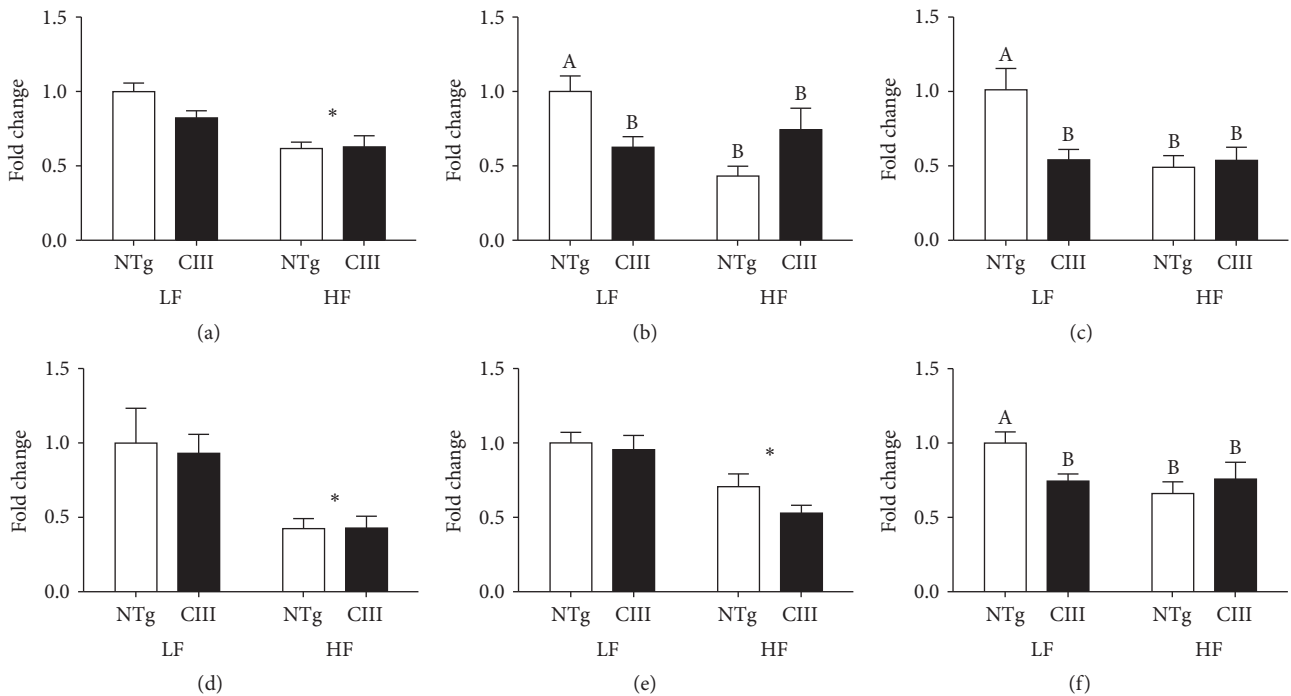 1.5
1.0
0.5
0.0
Fold change
*
NTg CIII NTg CIII
LF HF
(a)
1.5
1.0
0.5
0.0
Fold change
A
B
B
B
NTg CIII NTg CIII
LF HF
(b)
1.5
1.0
0.5
0.0
Fold change
A
B
B
B
NTg CIII NTg CIII
LF HF
(c)
1.5
1.0
0.5
0.0
Fold change
*
NTg CIII NTg CIII
LF HF
(d)
1.5
1.0
0.5
0.0
Fold change
*
NTg CIII NTg CIII
LF HF
(e)
1.5
1.0
0.5
0.0
Fold change
A
B
B
B
NTg CIII NTg CIII
LF HF
(f)